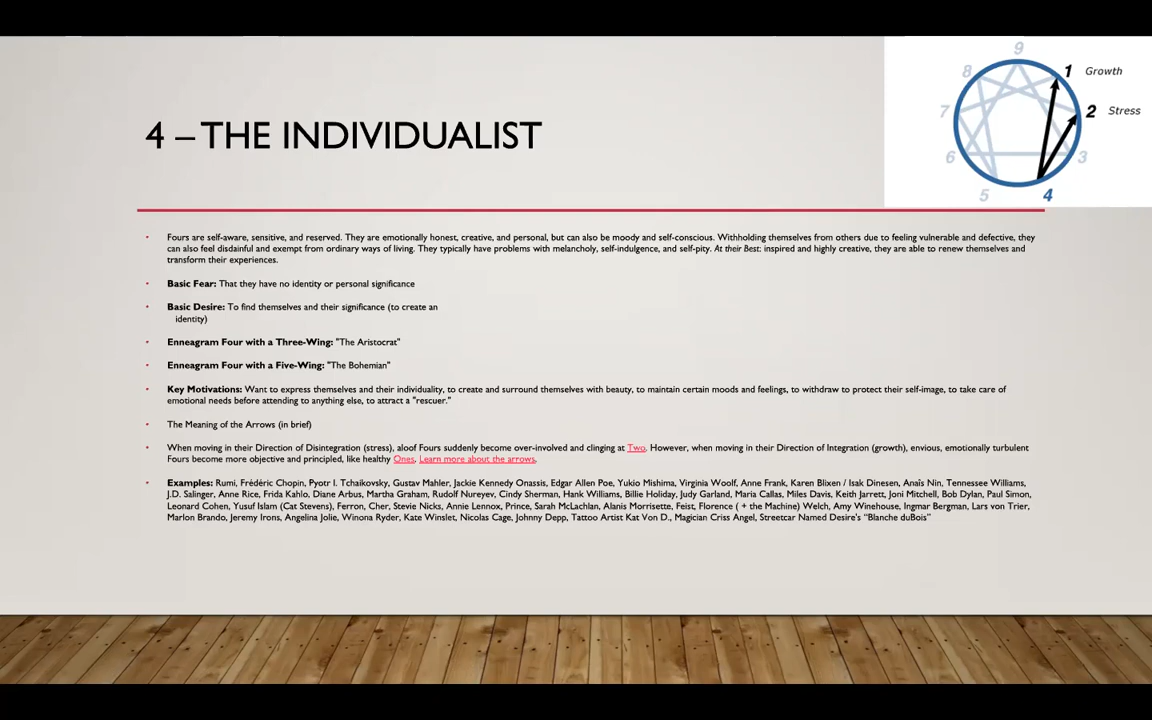 9
8
1 Growth
7
2 Stress
6
3
5
4
4 – THE INDIVIDUALIST
• Fours are self-aware, sensitive, and reserved. They are emotionally honest, creative, and personal, but can also be moody and self-conscious. Withholding themselves from others due to feeling vulnerable and defective, they
can also feel disdainful and exempt from ordinary ways of living. They typically have problems with melancholy, self-indulgence, and self-pity. At their Best: inspired and highly creative, they are able to renew themselves and
transform their experiences.
• Basic Fear: That they have no identity or personal significance
• Basic Desire: To find themselves and their significance (to create an
identity)
• Enneagram Four with a Three-Wing: "The Aristocrat"
• Enneagram Four with a Five-Wing: "The Bohemian"
• Key Motivations: Want to express themselves and their individuality, to create and surround themselves with beauty, to maintain certain moods and feelings, to withdraw to protect their self-image, to take care of
emotional needs before attending to anything else, to attract a "rescuer."
• The Meaning of the Arrows (in brief)
• When moving in their Direction of Disintegration (stress), aloof Fours suddenly become over-involved and clinging at Two. However, when moving in their Direction of Integration (growth), envious, emotionally turbulent
Fours become more objective and principled, like healthy Ones. Learn more about the arrows.
• Examples: Rumi, Frédéric Chopin, Pyotr I. Tchaikovsky, Gustav Mahler, Jackie Kennedy Onassis, Edgar Allen Poe, Yukio Mishima, Virginia Woolf, Anne Frank, Karen Blixen / Isak Dinesen, Anaîs Nin, Tennessee Williams,
J.D. Salinger, Anne Rice, Frida Kahlo, Diane Arbus, Martha Graham, Rudolf Nureyev, Cindy Sherman, Hank Williams, Billie Holiday, Judy Garland, Maria Callas, Miles Davis, Keith Jarrett, Joni Mitchell, Bob Dylan, Paul Simon,
Leonard Cohen, Yusuf Islam (Cat Stevens), Ferron, Cher, Stevie Nicks, Annie Lennox, Prince, Sarah McLachlan, Alanis Morrisette, Feist, Florence ( + the Machine) Welch, Amy Winehouse, Ingmar Bergman, Lars von Trier,
Marlon Brando, Jeremy Irons, Angelina Jolie, Winona Ryder, Kate Winslet, Nicolas Cage, Johnny Depp, Tattoo Artist Kat Von D., Magician Criss Angel, Streetcar Named Desire's "Blanche duBois"